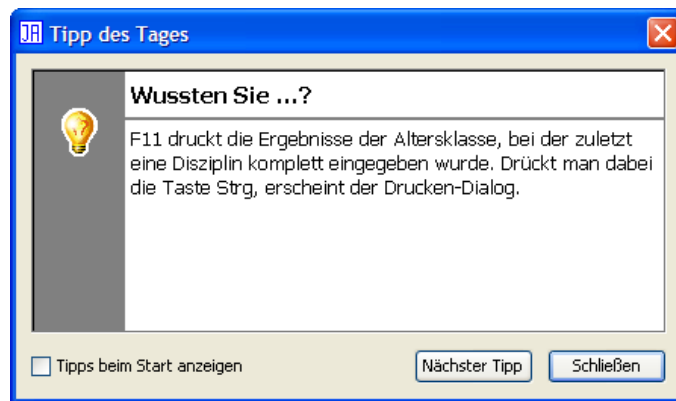 JA Tipp des Tages
Wussten Sie ...?
F11 druckt die Ergebnisse der Altersklasse, bei der zuletzt
eine Disziplin komplett eingegeben wurde. Drückt man dabei
die Taste Strg, erscheint der Drucken-Dialog.
Tipps beim Start anzeigen
Nächster Tipp
Schließen